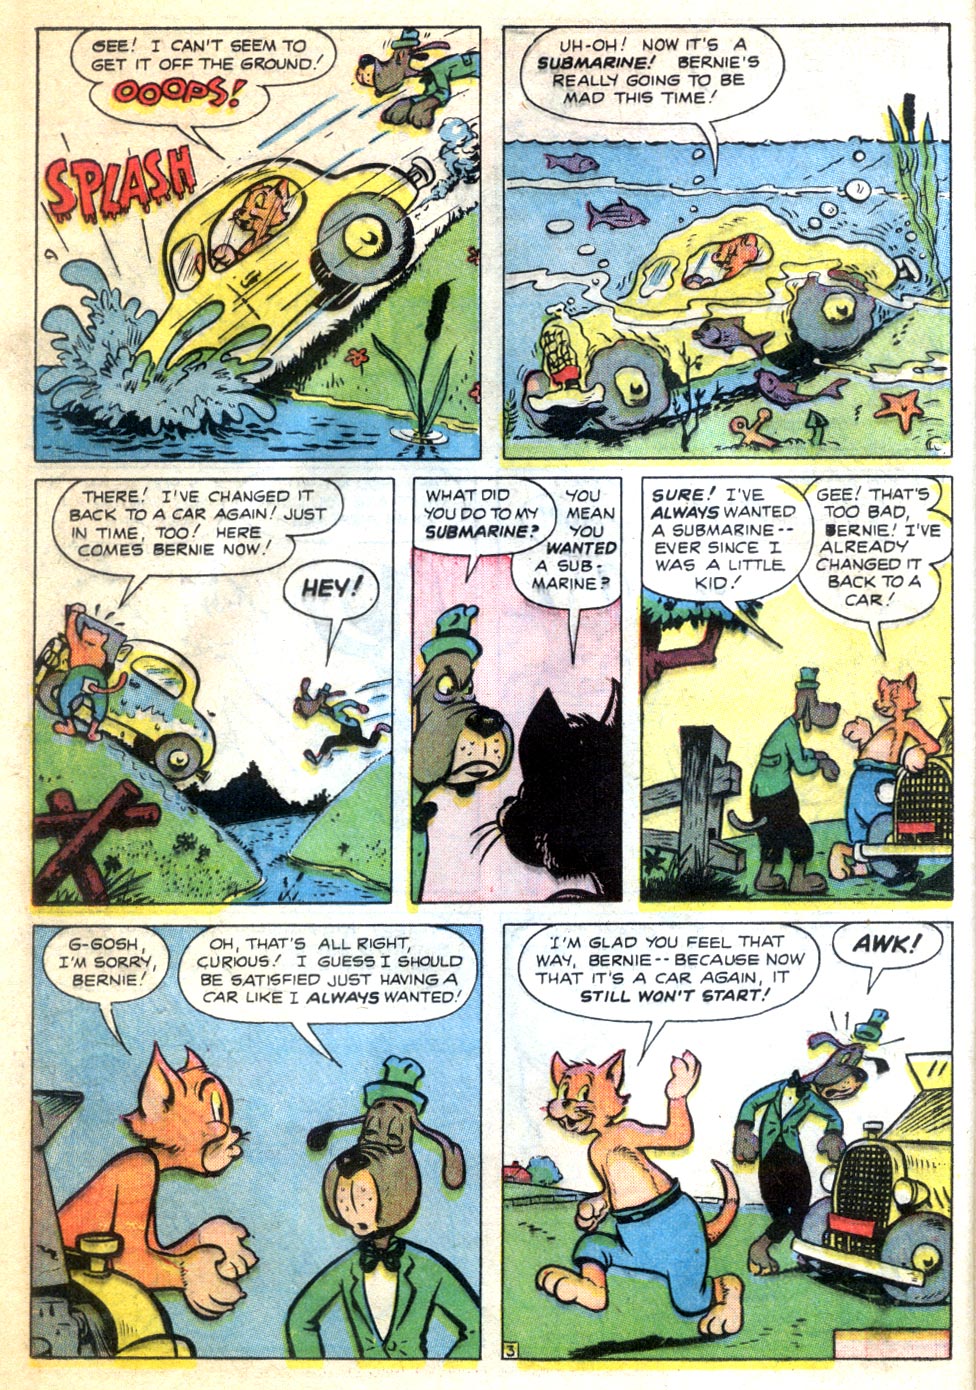 GEE! I CAN'T SEEM TO
GET IT OFF THE GROUND!
OOOPS!
SPLASH
UH-OH! NOW IT'S A
SUBMARINE! BERNIE'S
REALLY GOING TO BE
MAD THIS TIME!
THERE! I'VE CHANGED IT
BACK TO A CAR AGAIN! JUST
IN TIME, TOO! HERE
COMES BERNIE NOW!
HEY!
WHAT DID
YOU DO TO MY
SUBMARINE?
YOU
MEAN
YOU
WANTED
A SUB-
MARINE?
SURE! I'VE
ALWAYS WANTED
A SUBMARINE--
EVER SINCE I
WAS A LITTLE
KID!
GEE! THAT'S
TOO BAD,
BERNIE! I'VE
ALREADY
CHANGED IT
BACK TO A
CAR!
G-GOSH,
I'M SORRY,
BERNIE!
OH, THAT'S ALL RIGHT,
CURIOUS! I GUESS I SHOULD
BE SATISFIED JUST HAVING A
CAR LIKE I ALWAYS WANTED!
I'M GLAD YOU FEEL THAT
WAY, BERNIE-- BECAUSE NOW
THAT IT'S A CAR AGAIN, IT
STILL WON'T START!
AWK!
3